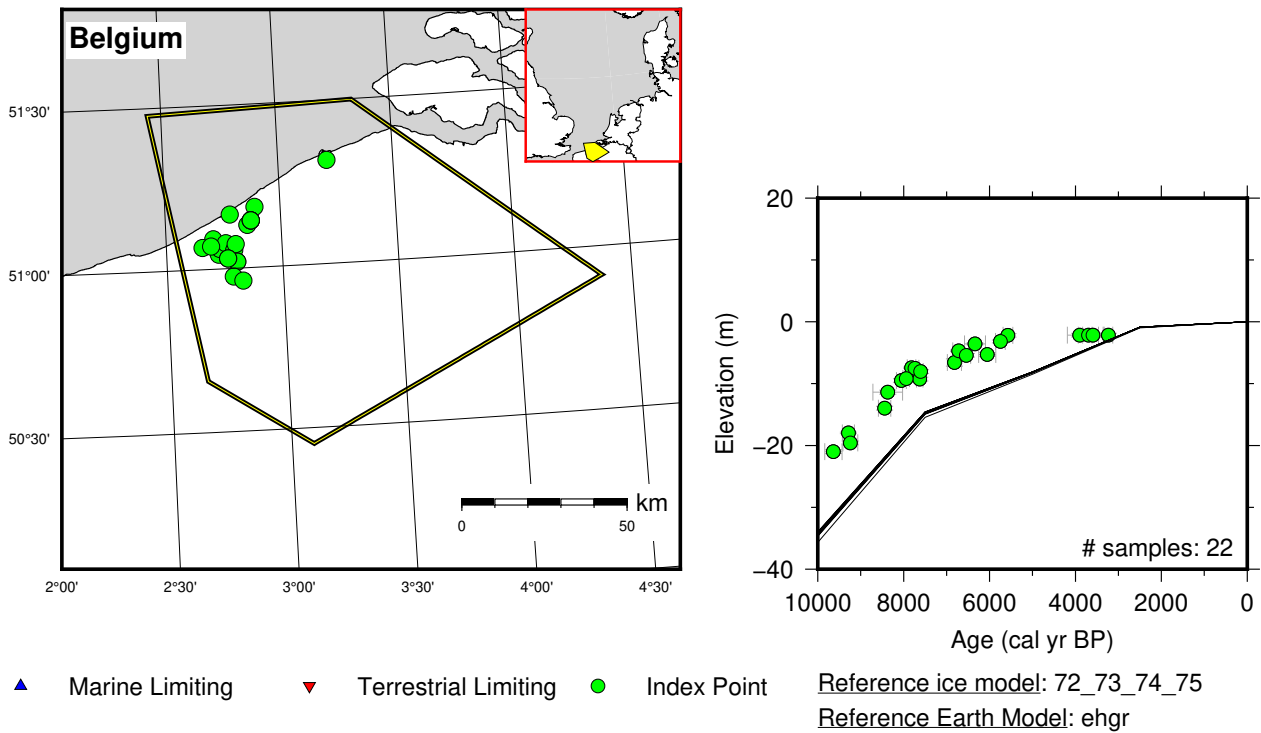 Belgium
51°30'
51°00'
50°30'
2°00'
2°30'
3°00'
3°30'
4°00'
4°30'
km
0
50
20
0
−20
−40
Elevation (m)
# samples: 22
10000
8000
6000
4000
2000
0
Age (cal yr BP)
Marine Limiting
Terrestrial Limiting
Index Point
Reference ice model: 72_73_74_75
Reference Earth Model: ehgr